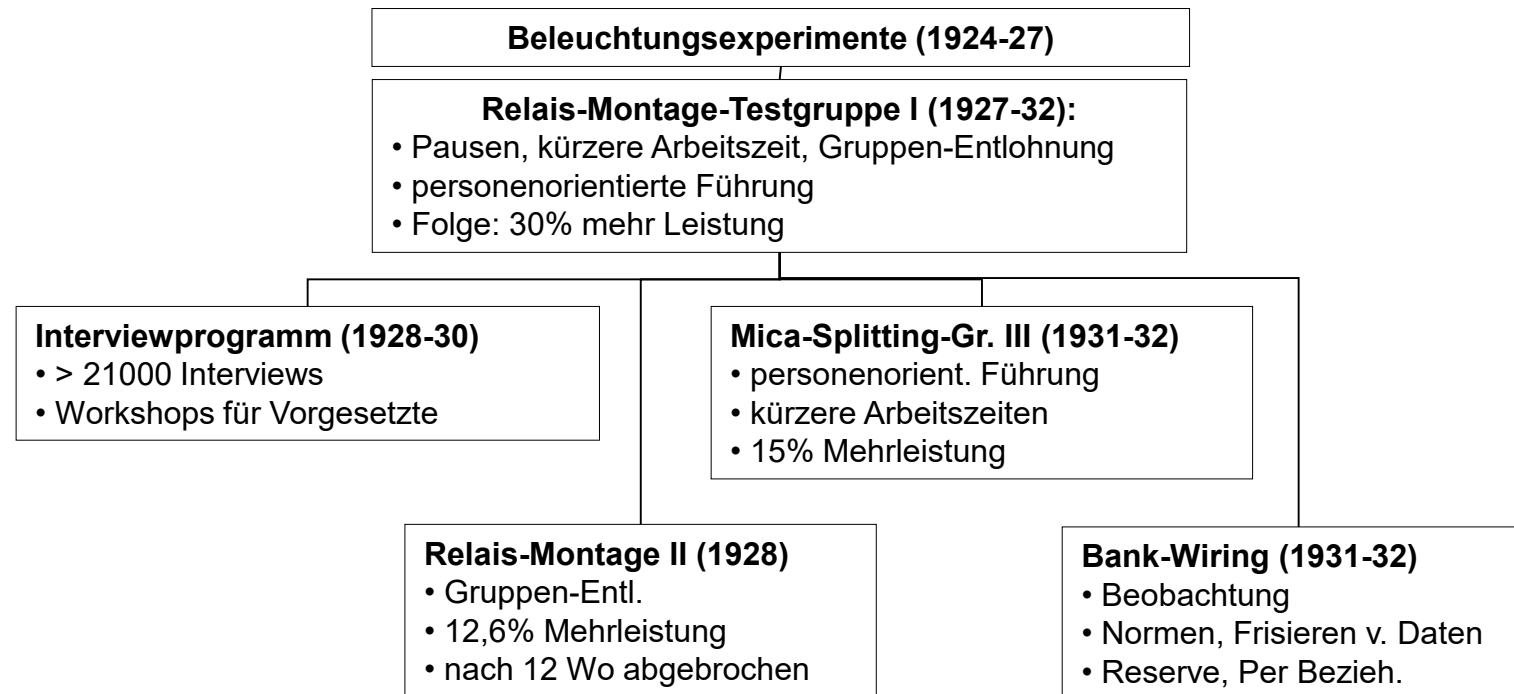 Beleuchtungsexperimente (1924-27)
Relais-Montage-Testgruppe I (1927-32):
• Pausen, kürzere Arbeitszeit, Gruppen-Entlohnung
• personenorientierte Führung
• Folge: 30% mehr Leistung
Interviewprogramm (1928-30)
• > 21000 Interviews
• Workshops für Vorgesetzte
Mica-Splitting-Gr. III (1931-32)
• personenorient. Führung
• kürzere Arbeitszeiten
• 15% Mehrleistung
Relais-Montage II (1928)
• Gruppen-Entl.
• 12,6% Mehrleistung
• nach 12 Wo abgebrochen
Bank-Wiring (1931-32)
• Beobachtung
• Normen, Frisieren v. Daten
• Reserve, Per Bezieh.